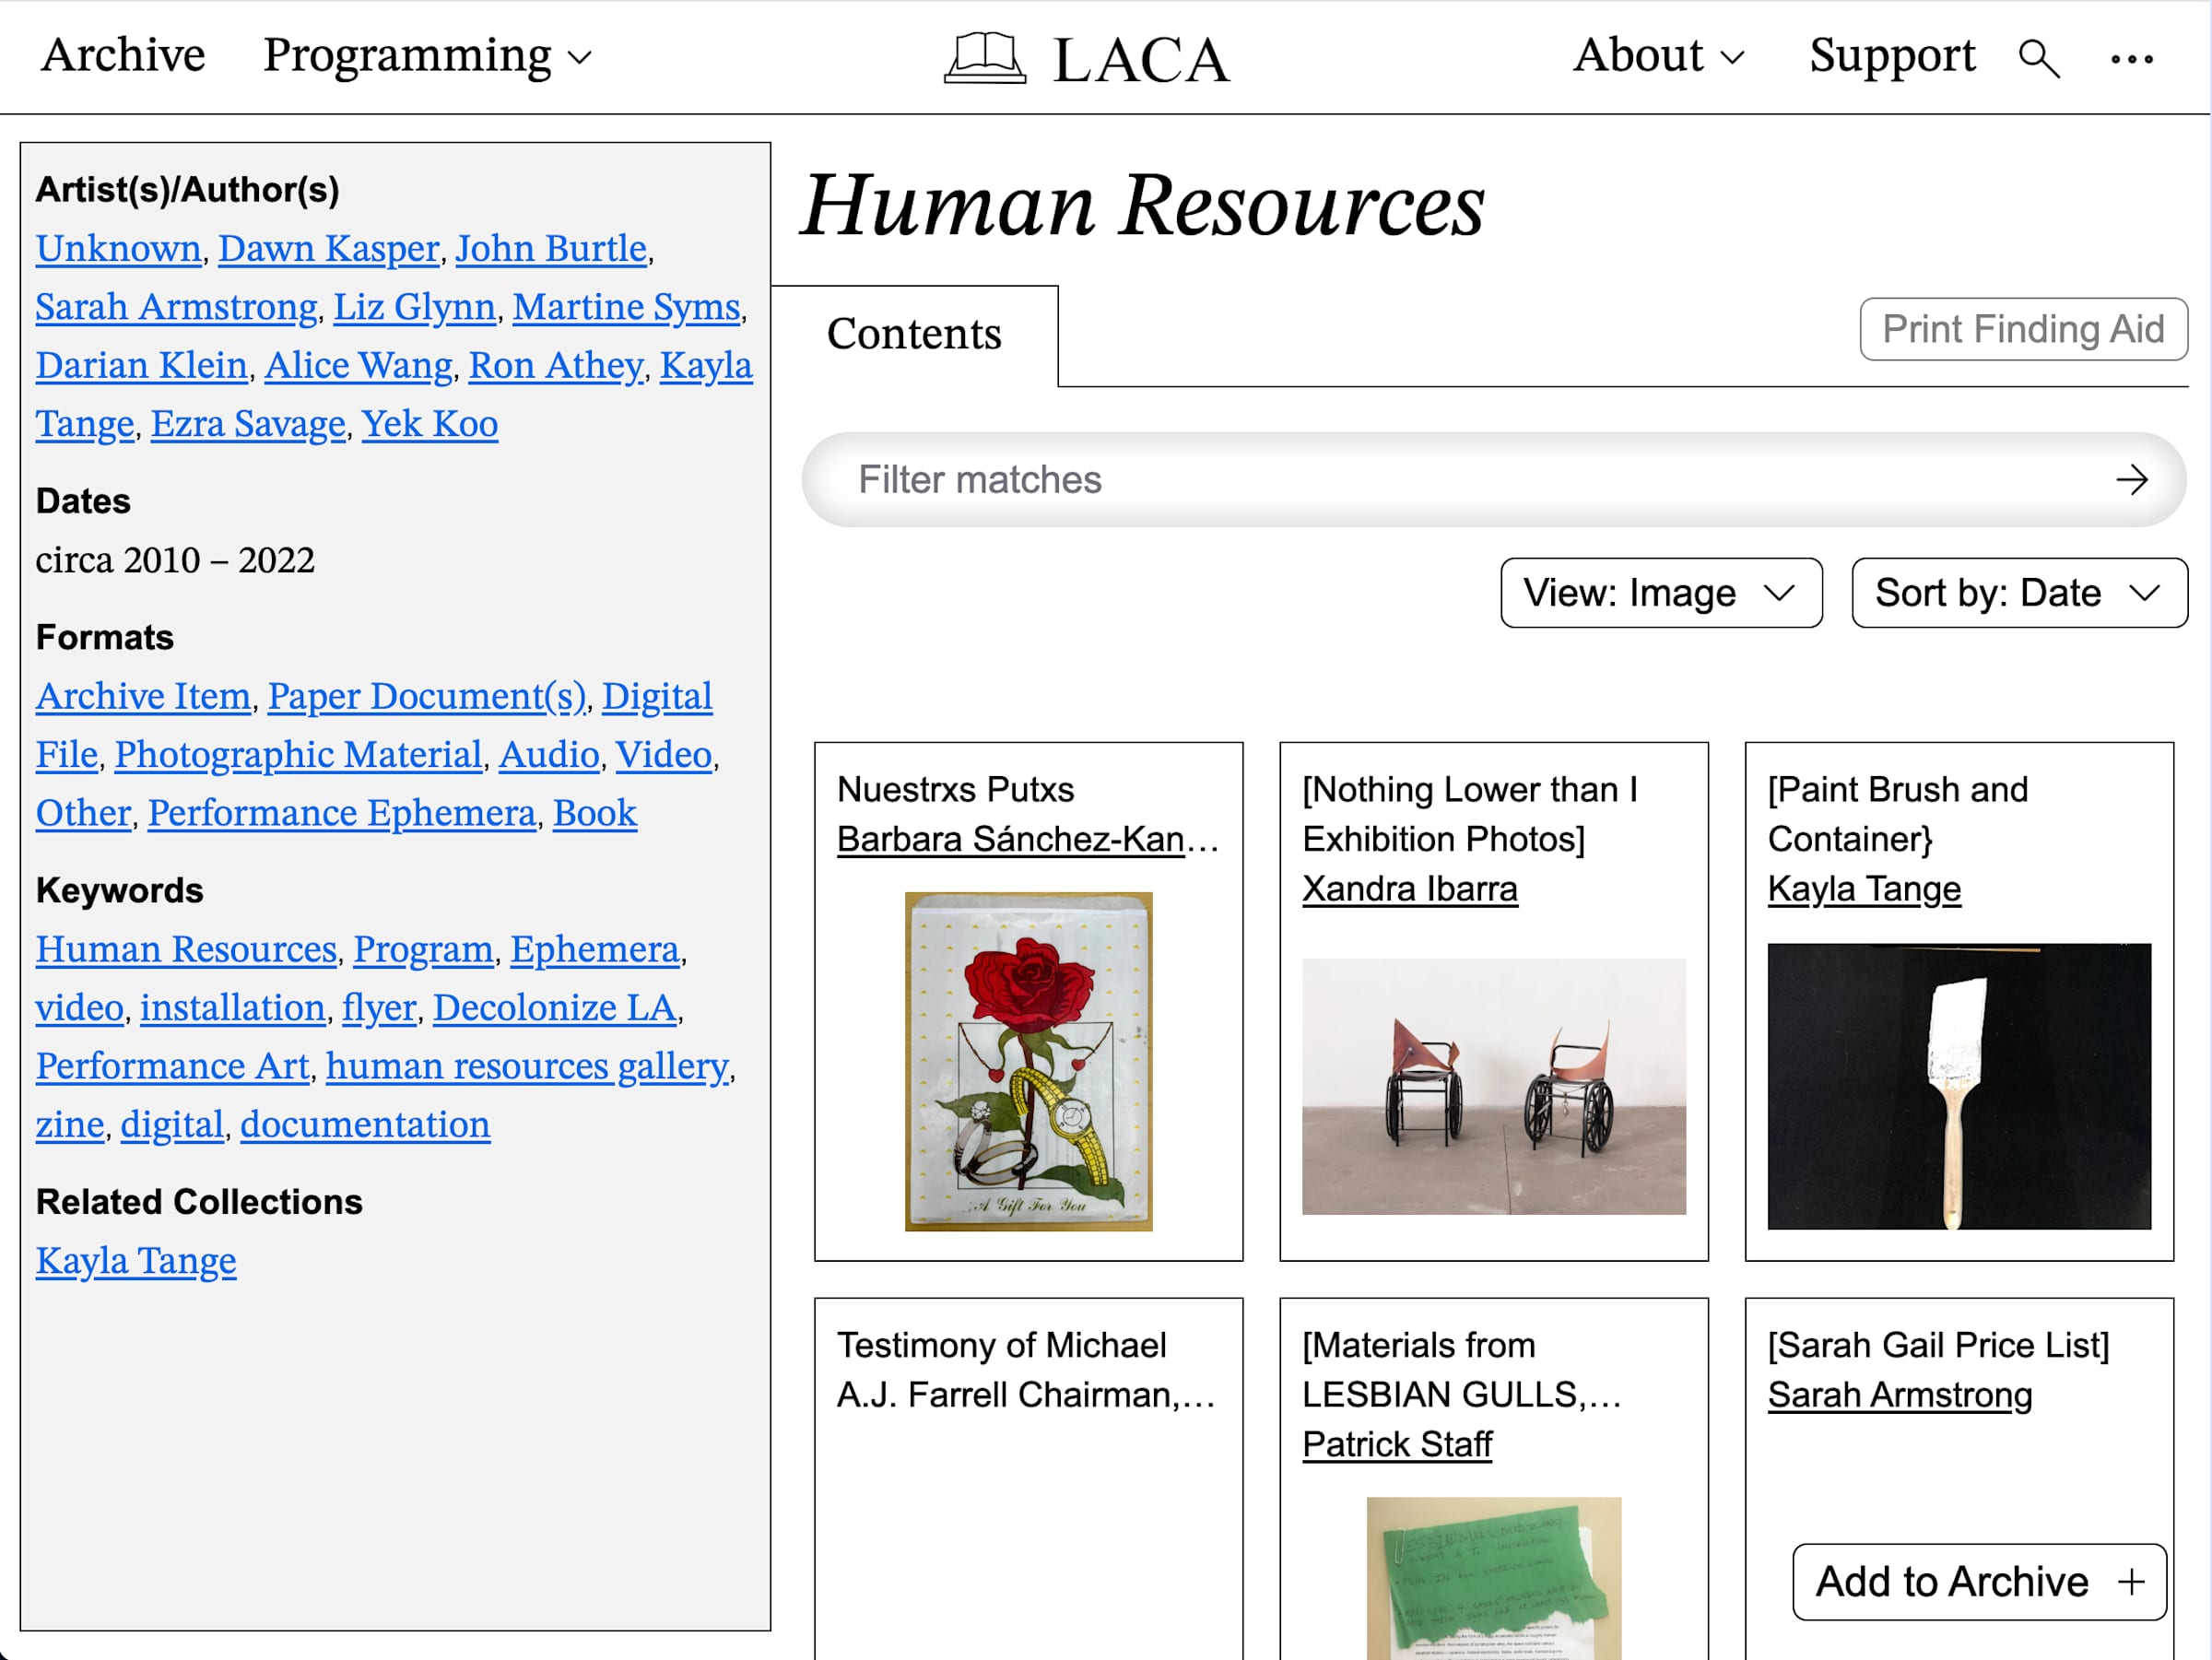 Archive Programming LACA About Support
Artist(s)/Author(s)
Unknown, Dawn Kasper, John Burtle,
Sarah Armstrong, Liz Glynn, Martine Syms,
Darian Klein, Alice Wang, Ron Athey, Kayla
Tange, Ezra Savage, Yek Koo
Dates
circa 2010 – 2022
Formats
Archive Item, Paper Document(s), Digital
File, Photographic Material, Audio, Video,
Other, Performance Ephemera, Book
Keywords
Human Resources, Program, Ephemera,
video, installation, flyer, Decolonize LA,
Performance Art, human resources gallery,
zine, digital, documentation
Related Collections
Kayla Tange
Human Resources
Contents
Print Finding Aid
Filter matches
View: Image
Sort by: Date
Nuestrxs Putxs
Barbara Sánchez-Kan...
A Gift For You
[Nothing Lower than I
Exhibition Photos]
Xandra Ibarra
[Paint Brush and
Container}
Kayla Tange
Testimony of Michael
A.J. Farrell Chairman,...
[Materials from
LESBIAN GULLS,...
Patrick Staff
[Sarah Gail Price List]
Sarah Armstrong
Add to Archive +